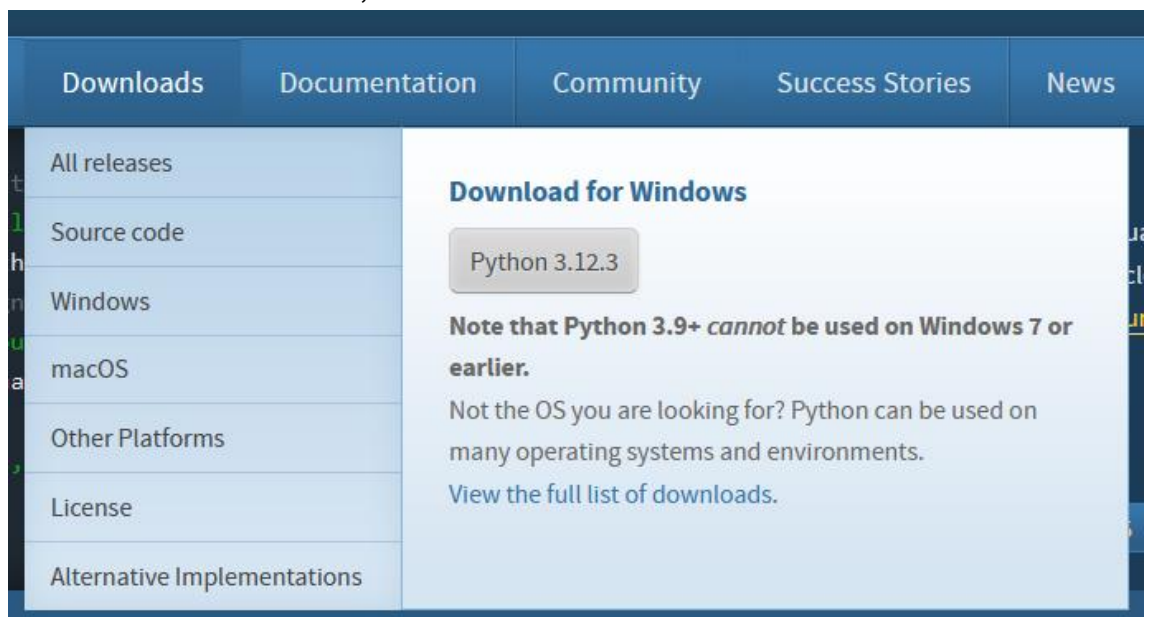 Downloads Documentation Community Success Stories News
All releases
Source code
Windows
macOS
Other Platforms
License
Alternative Implementations
Download for Windows
Python 3.12.3
Note that Python 3.9+ cannot be used on Windows 7 or
earlier.
Not the OS you are looking for? Python can be used on
many operating systems and environments.
View the full list of downloads.